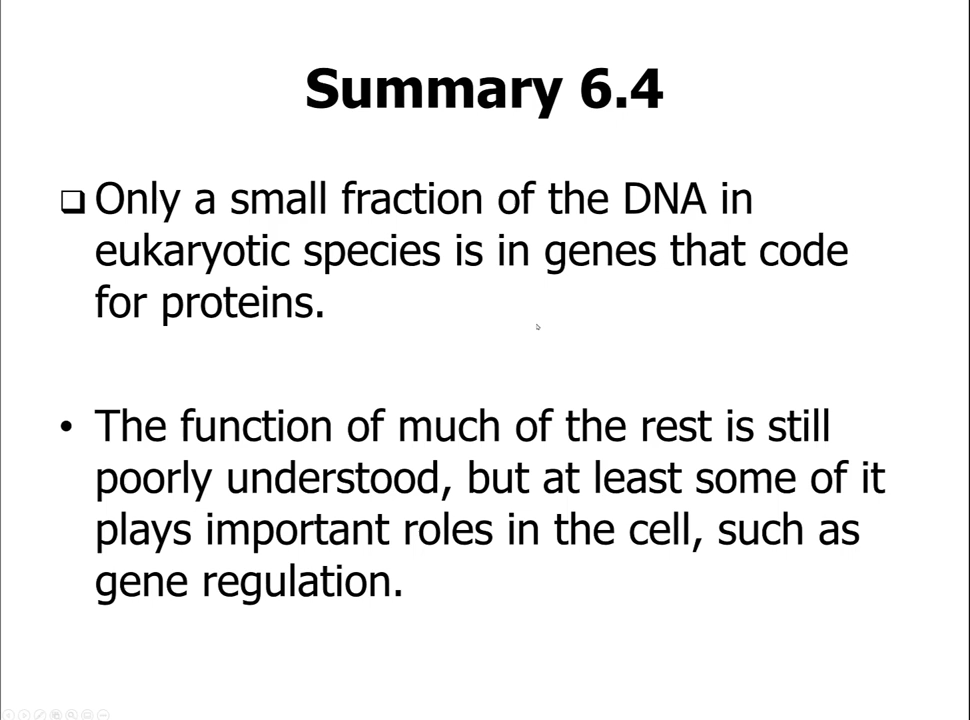 Summary 6.4
❑ Only a small fraction of the DNA in
eukaryotic species is in genes that code
for proteins.
• The function of much of the rest is still
poorly understood, but at least some of it
plays important roles in the cell, such as
gene regulation.